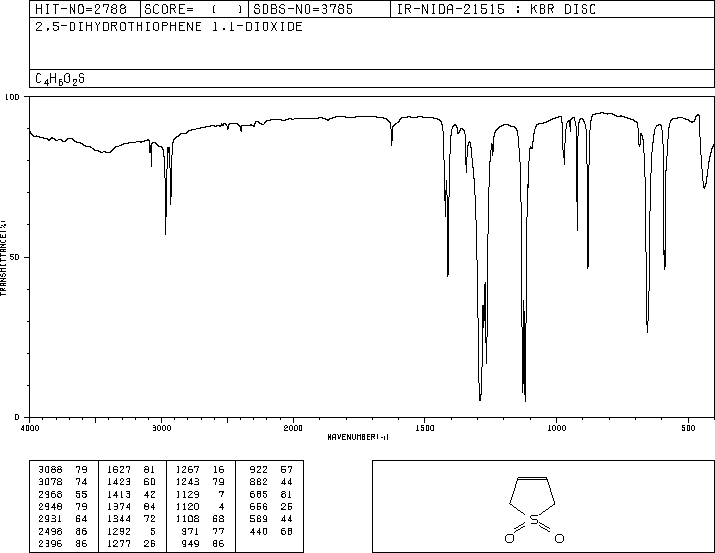 HIT-NO=2788 SCORE= ( ) SDBS-NO=3785 IR-NIDA-21515 : KBR DISC
2,5-DIHYDROTHIOPHENE 1,1-DIOXIDE
C4H6O2S
100
50
0
TRANSMITTANCE(%)
4000 3000 2000 1500 1000 500
WAVENUMBER(-1)
3088 79 1627 81 1267 16 922 57
3078 74 1423 60 1243 79 882 44
2968 55 1413 42 1129 7 685 81
2948 79 1374 84 1120 4 656 26
2931 64 1344 72 1108 68 589 44
2498 86 1292 5 971 77 440 68
2396 86 1277 26 949 86
S
O O